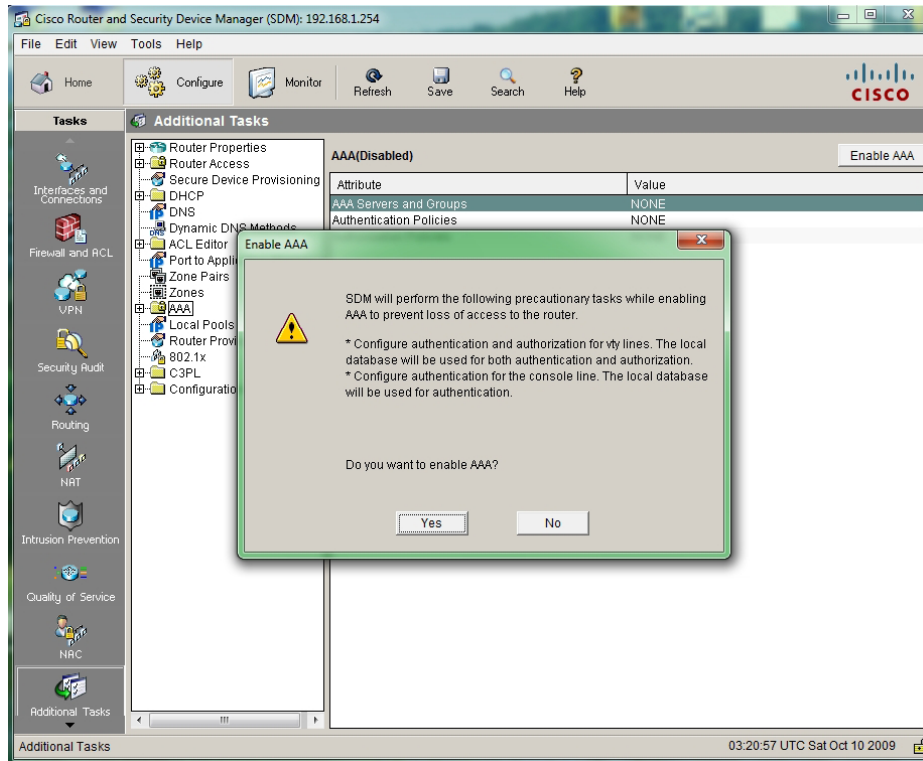 Cisco Router and Security Device Manager (SDM): 192.168.1.254
File Edit View Tools Help
Home Configure Monitor Refresh Save Search Help
CISCO
Tasks
Additional Tasks
Interfaces and Connections
Firewall and ACL
VPN
Security Audit
Routing
NAT
Intrusion Prevention
Quality of Service
NAC
Additional Tasks
Router Properties
Router Access
Secure Device Provisioning
DHCP
DNS
Dynamic DNS Methods
ACL Editor
Port to Appli
Zone Pairs
Zones
AAA
Local Pools
Router Provi
802.1x
C3PL
Configuratio
AAA(Disabled)
Enable AAA
Attribute Value
AAA Servers and Groups NONE
Authentication Policies NONE
Enable AAA
SDM will perform the following precautionary tasks while enabling
AAA to prevent loss of access to the router.
* Configure authentication and authorization for vty lines. The local
database will be used for both authentication and authorization.
* Configure authentication for the console line. The local database
will be used for authentication.
Do you want to enable AAA?
Yes No
Additional Tasks
03:20:57 UTC Sat Oct 10 2009